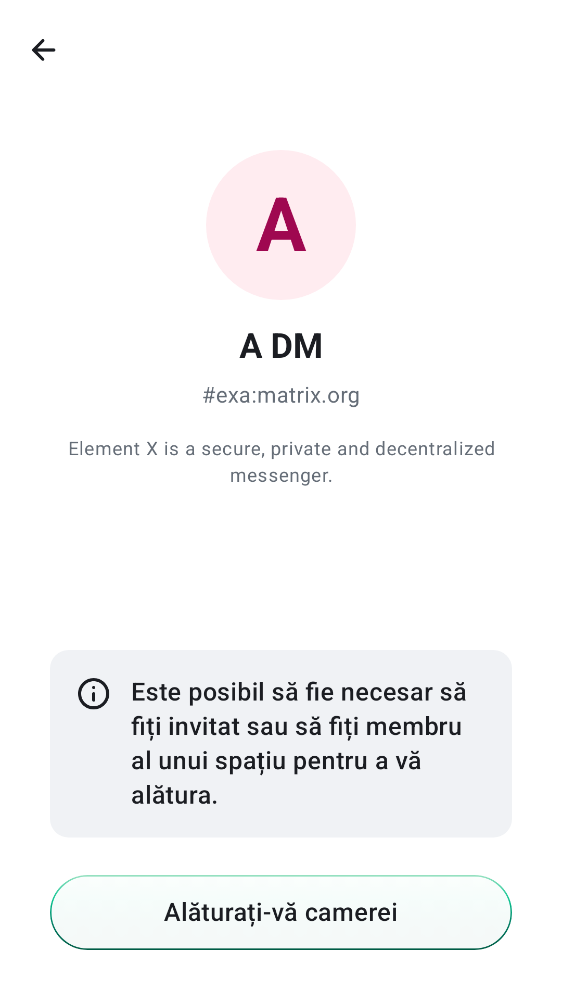 A
A DM
#exa:matrix.org
Element X is a secure, private and decentralized
messenger.
Este posibil să fie necesar să
fiți invitat sau să fiți membru
al unui spațiu pentru a vă
alătura.
Alăturați-vă camerei